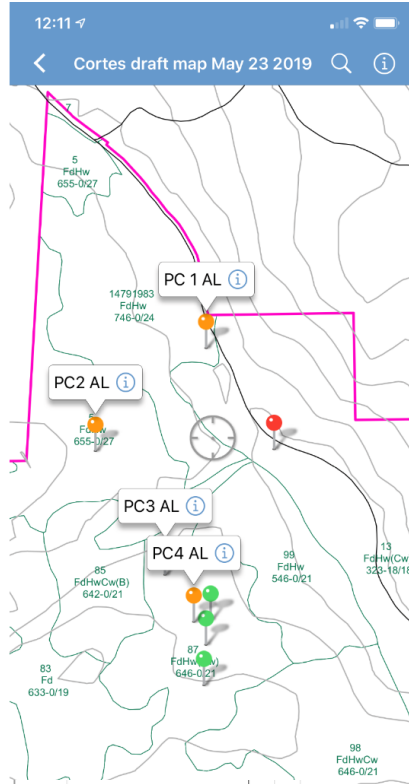 12:11
Cortes draft map May 23 2019
7
5
FdHw
655-0/27
PC 1 AL
14791983
FdHw
746-0/24
PC2 AL
655-0/27
PC3 AL
PC4 AL
99
FdHw
546-0/21
13
FdHw(Cw
323-18/18
85
FdHwCw(B)
642-0/21
87
646-0/21
83
Fd
633-0/19
98
FdHwCw
646-0/21